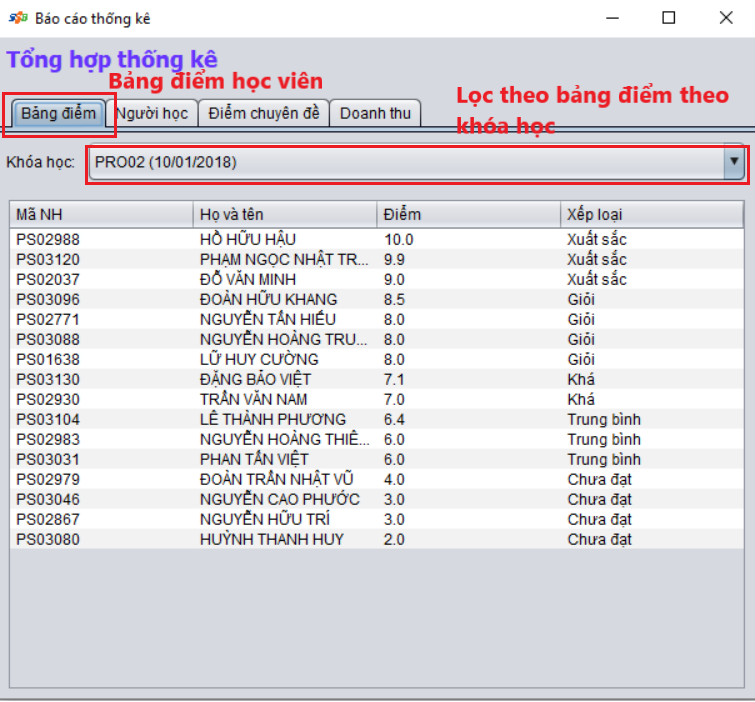 Báo cáo thống kê
Tổng hợp thống kê
Bảng điểm học viên
Lọc theo bảng điểm theo
khóa học
Bảng điểm Người học Điểm chuyên đề Doanh thu
Khóa học: PRO02 (10/01/2018)
Mã NH Họ và tên Điểm Xếp loại
PS02988 HỒ HỮU HẬU 10.0 Xuất sắc
PS03120 PHẠM NGỌC NHẬT TR... 9.9 Xuất sắc
PS02037 ĐỖ VĂN MINH 9.0 Xuất sắc
PS03096 ĐOÀN HỮU KHANG 8.5 Giỏi
PS02771 NGUYỄN TẤN HIẾU 8.0 Giỏi
PS03088 NGUYỄN HOÀNG TRU... 8.0 Giỏi
PS01638 LỮ HUY CƯỜNG 8.0 Giỏi
PS03130 ĐẶNG BẢO VIỆT 7.1 Khá
PS02930 TRẦN VĂN NAM 7.0 Khá
PS03104 LÊ THÀNH PHƯƠNG 6.4 Trung bình
PS02983 NGUYỄN HOÀNG THIÊ... 6.0 Trung bình
PS03031 PHAN TẤN VIỆT 6.0 Trung bình
PS02979 ĐOÀN TRẦN NHẬT VŨ 4.0 Chưa đạt
PS03046 NGUYỄN CAO PHƯỚC 3.0 Chưa đạt
PS02867 NGUYỄN HỮU TRÍ 3.0 Chưa đạt
PS03080 HUỲNH THANH HUY 2.0 Chưa đạt